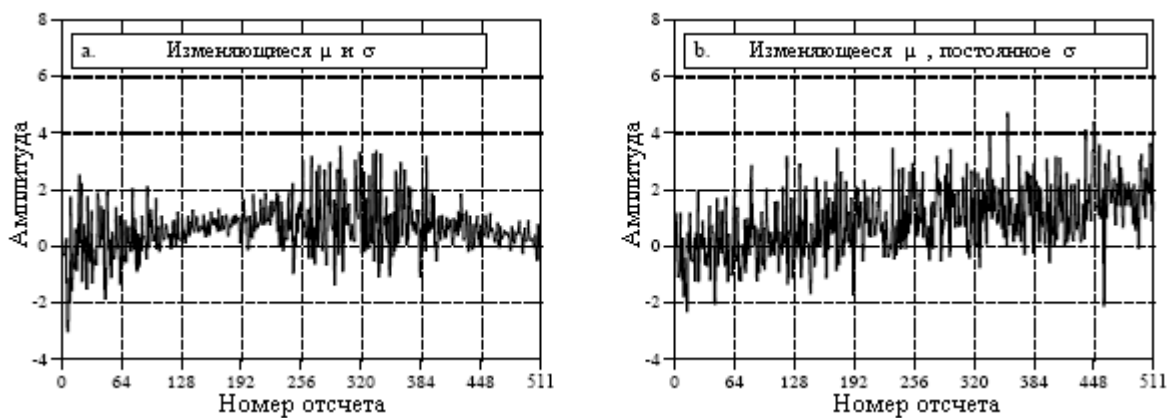 a. Изменяющиеся μ и σ
8
6
4
2
0
-2
-4
Амплитуда
0 64 128 192 256 320 384 448 511
Номер отсчета
b. Изменяющееся μ , постоянное σ
8
6
4
2
0
-2
-4
Амплитуда
0 64 128 192 256 320 384 448 511
Номер отсчета